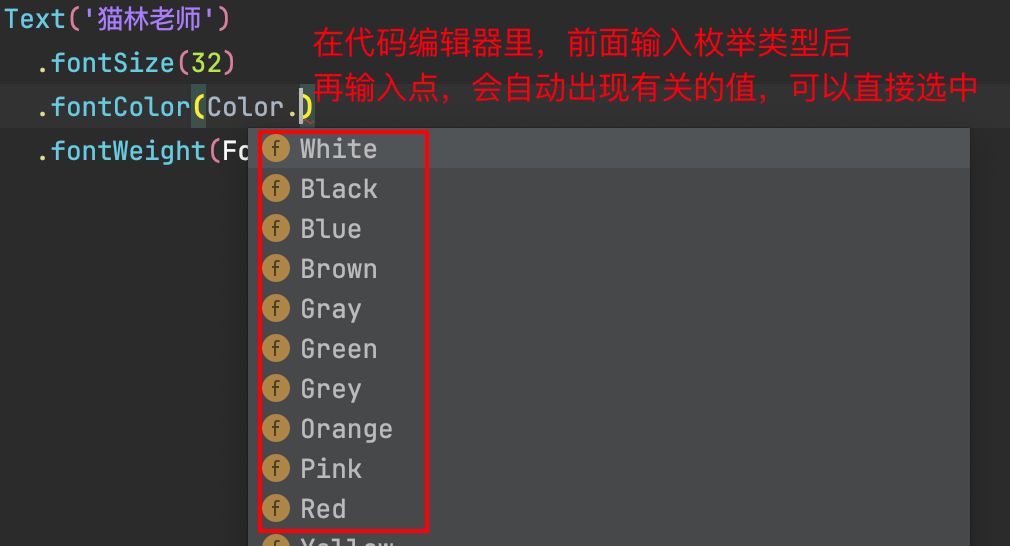 Text('猫林老师')
.fontSize(32)
.fontColor(Color.)
.fontWeight(Fo
在代码编辑器里，前面输入枚举类型后
再输入点，会自动出现有关的值，可以直接选中
f White
f Black
f Blue
f Brown
f Gray
f Green
f Grey
f Orange
f Pink
f Red
f Yellow